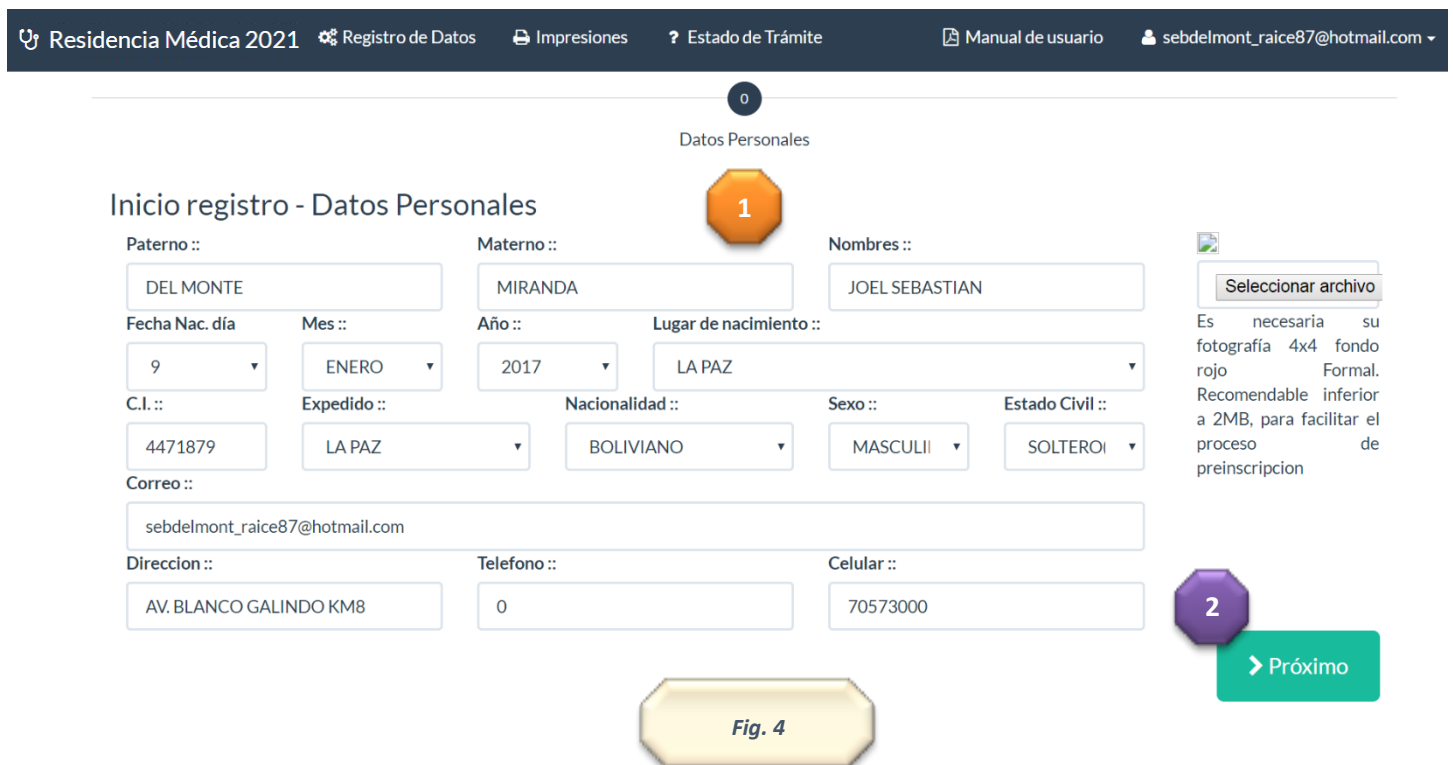 Residencia Médica 2021 Registro de Datos Impresiones ? Estado de Trámite Manual de usuario sebdelmont_raice87@hotmail.com
0
Datos Personales
Inicio registro - Datos Personales
1
Paterno :: Materno :: Nombres ::
DEL MONTE MIRANDA JOEL SEBASTIAN
Seleccionar archivo
Fecha Nac. día Mes :: Año :: Lugar de nacimiento ::
9 ENERO 2017 LA PAZ
C.I. :: Expedido :: Nacionalidad :: Sexo :: Estado Civil ::
4471879 LA PAZ BOLIVIANO MASCULI SOLTERO(
Es necesaria su
fotografía 4x4 fondo
rojo Formal.
Recomendable inferior
a 2MB, para facilitar el
proceso de
preinscripcion
Correo ::
sebdelmont_raice87@hotmail.com
Direccion :: Telefono :: Celular ::
AV. BLANCO GALINDO KM8 0 70573000
2
Próximo
Fig. 4